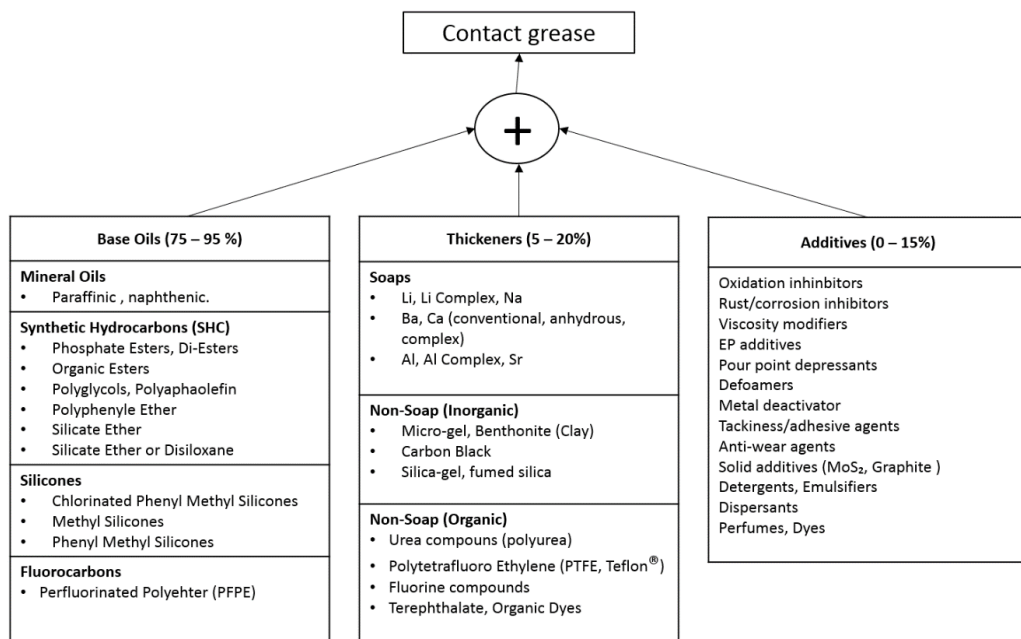 Contact grease
+
Base Oils (75 – 95 %)
Mineral Oils
• Paraffinic , naphthenic.
Synthetic Hydrocarbons (SHC)
• Phosphate Esters, Di-Esters
• Organic Esters
• Polyglycols, Polyaphaolefin
• Polyphenyle Ether
• Silicate Ether
• Silicate Ether or Disiloxane
Silicones
• Chlorinated Phenyl Methyl Silicones
• Methyl Silicones
• Phenyl Methyl Silicones
Fluorocarbons
• Perfluorinated Polyehter (PFPE)
Thickeners (5 – 20%)
Soaps
• Li, Li Complex, Na
• Ba, Ca (conventional, anhydrous,
complex)
• Al, Al Complex, Sr
Non-Soap (Inorganic)
• Micro-gel, Benthonite (Clay)
• Carbon Black
• Silica-gel, fumed silica
Non-Soap (Organic)
• Urea compouns (polyurea)
• Polytetrafluoro Ethylene (PTFE, Teflon®)
• Fluorine compounds
• Terephthalate, Organic Dyes
Additives (0 – 15%)
Oxidation inhinbitors
Rust/corrosion inhibitors
Viscosity modifiers
EP additives
Pour point depressants
Defoamers
Metal deactivator
Tackiness/adhesive agents
Anti-wear agents
Solid additives (MoS₂, Graphite )
Detergents, Emulsifiers
Dispersants
Perfumes, Dyes